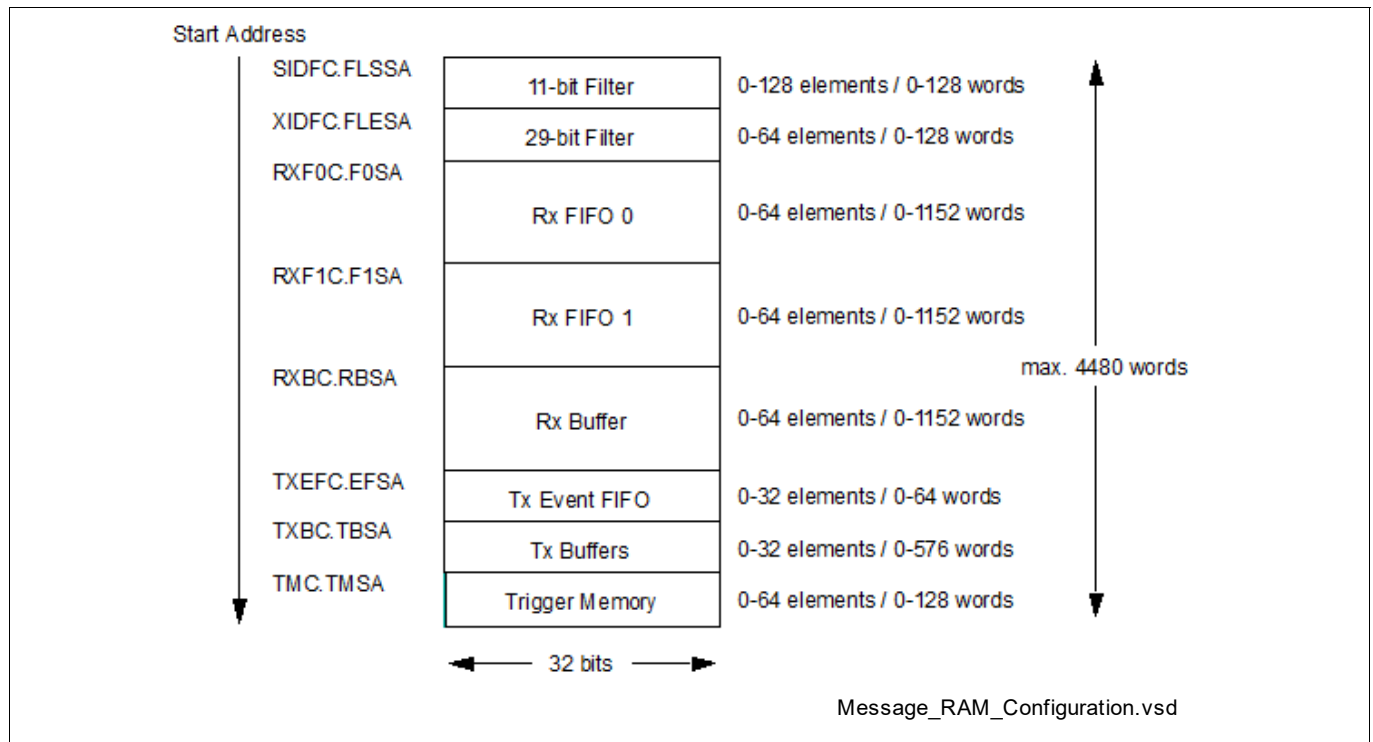 Start Address
SIDFC.FLSSA
11-bit Filter
0-128 elements / 0-128 words
XIDFC.FLESA
29-bit Filter
0-64 elements / 0-128 words
RXF0C.F0SA
Rx FIFO 0
0-64 elements / 0-1152 words
RXF1C.F1SA
Rx FIFO 1
0-64 elements / 0-1152 words
max. 4480 words
RXBC.RBSA
Rx Buffer
0-64 elements / 0-1152 words
TXEFC.EFSA
Tx Event FIFO
0-32 elements / 0-64 words
TXBC.TBSA
Tx Buffers
0-32 elements / 0-576 words
TMC.TMSA
Trigger Memory
0-64 elements / 0-128 words
32 bits
Message_RAM_Configuration.vsd